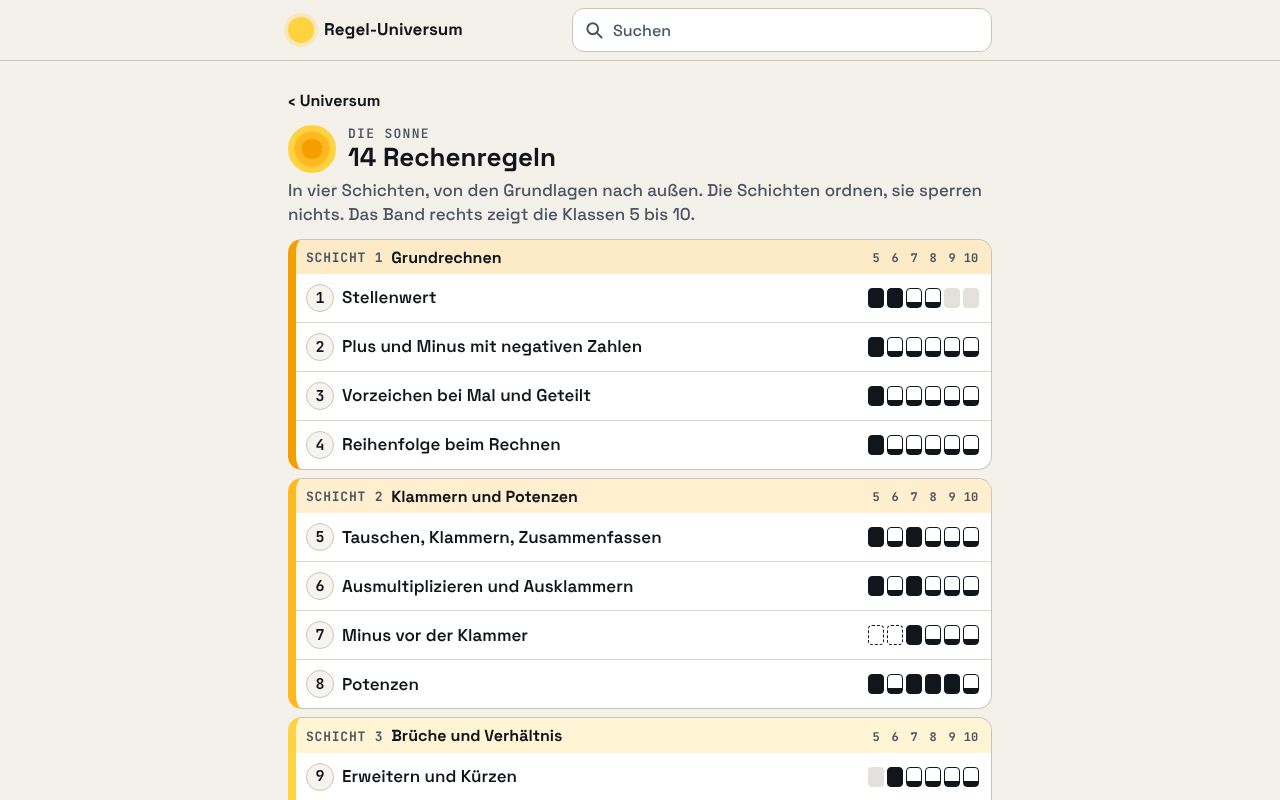 Regel-Universum
Suchen
< Universum
DIE SONNE
14 Rechenregeln
In vier Schichten, von den Grundlagen nach außen. Die Schichten ordnen, sie sperren
nichts. Das Band rechts zeigt die Klassen 5 bis 10.
SCHICHT 1 Grundrechnen 5 6 7 8 9 10
1 Stellenwert
2 Plus und Minus mit negativen Zahlen
3 Vorzeichen bei Mal und Geteilt
4 Reihenfolge beim Rechnen
SCHICHT 2 Klammern und Potenzen 5 6 7 8 9 10
5 Tauschen, Klammern, Zusammenfassen
6 Ausmultiplizieren und Ausklammern
7 Minus vor der Klammer
8 Potenzen
SCHICHT 3 Brüche und Verhältnis 5 6 7 8 9 10
9 Erweitern und Kürzen